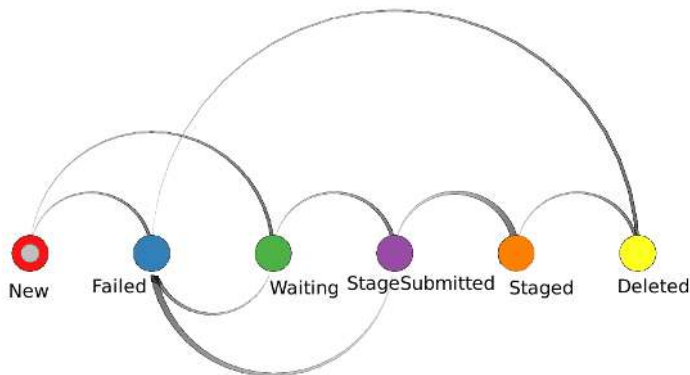 New
Failed
Waiting
StageSubmitted
Staged
Deleted